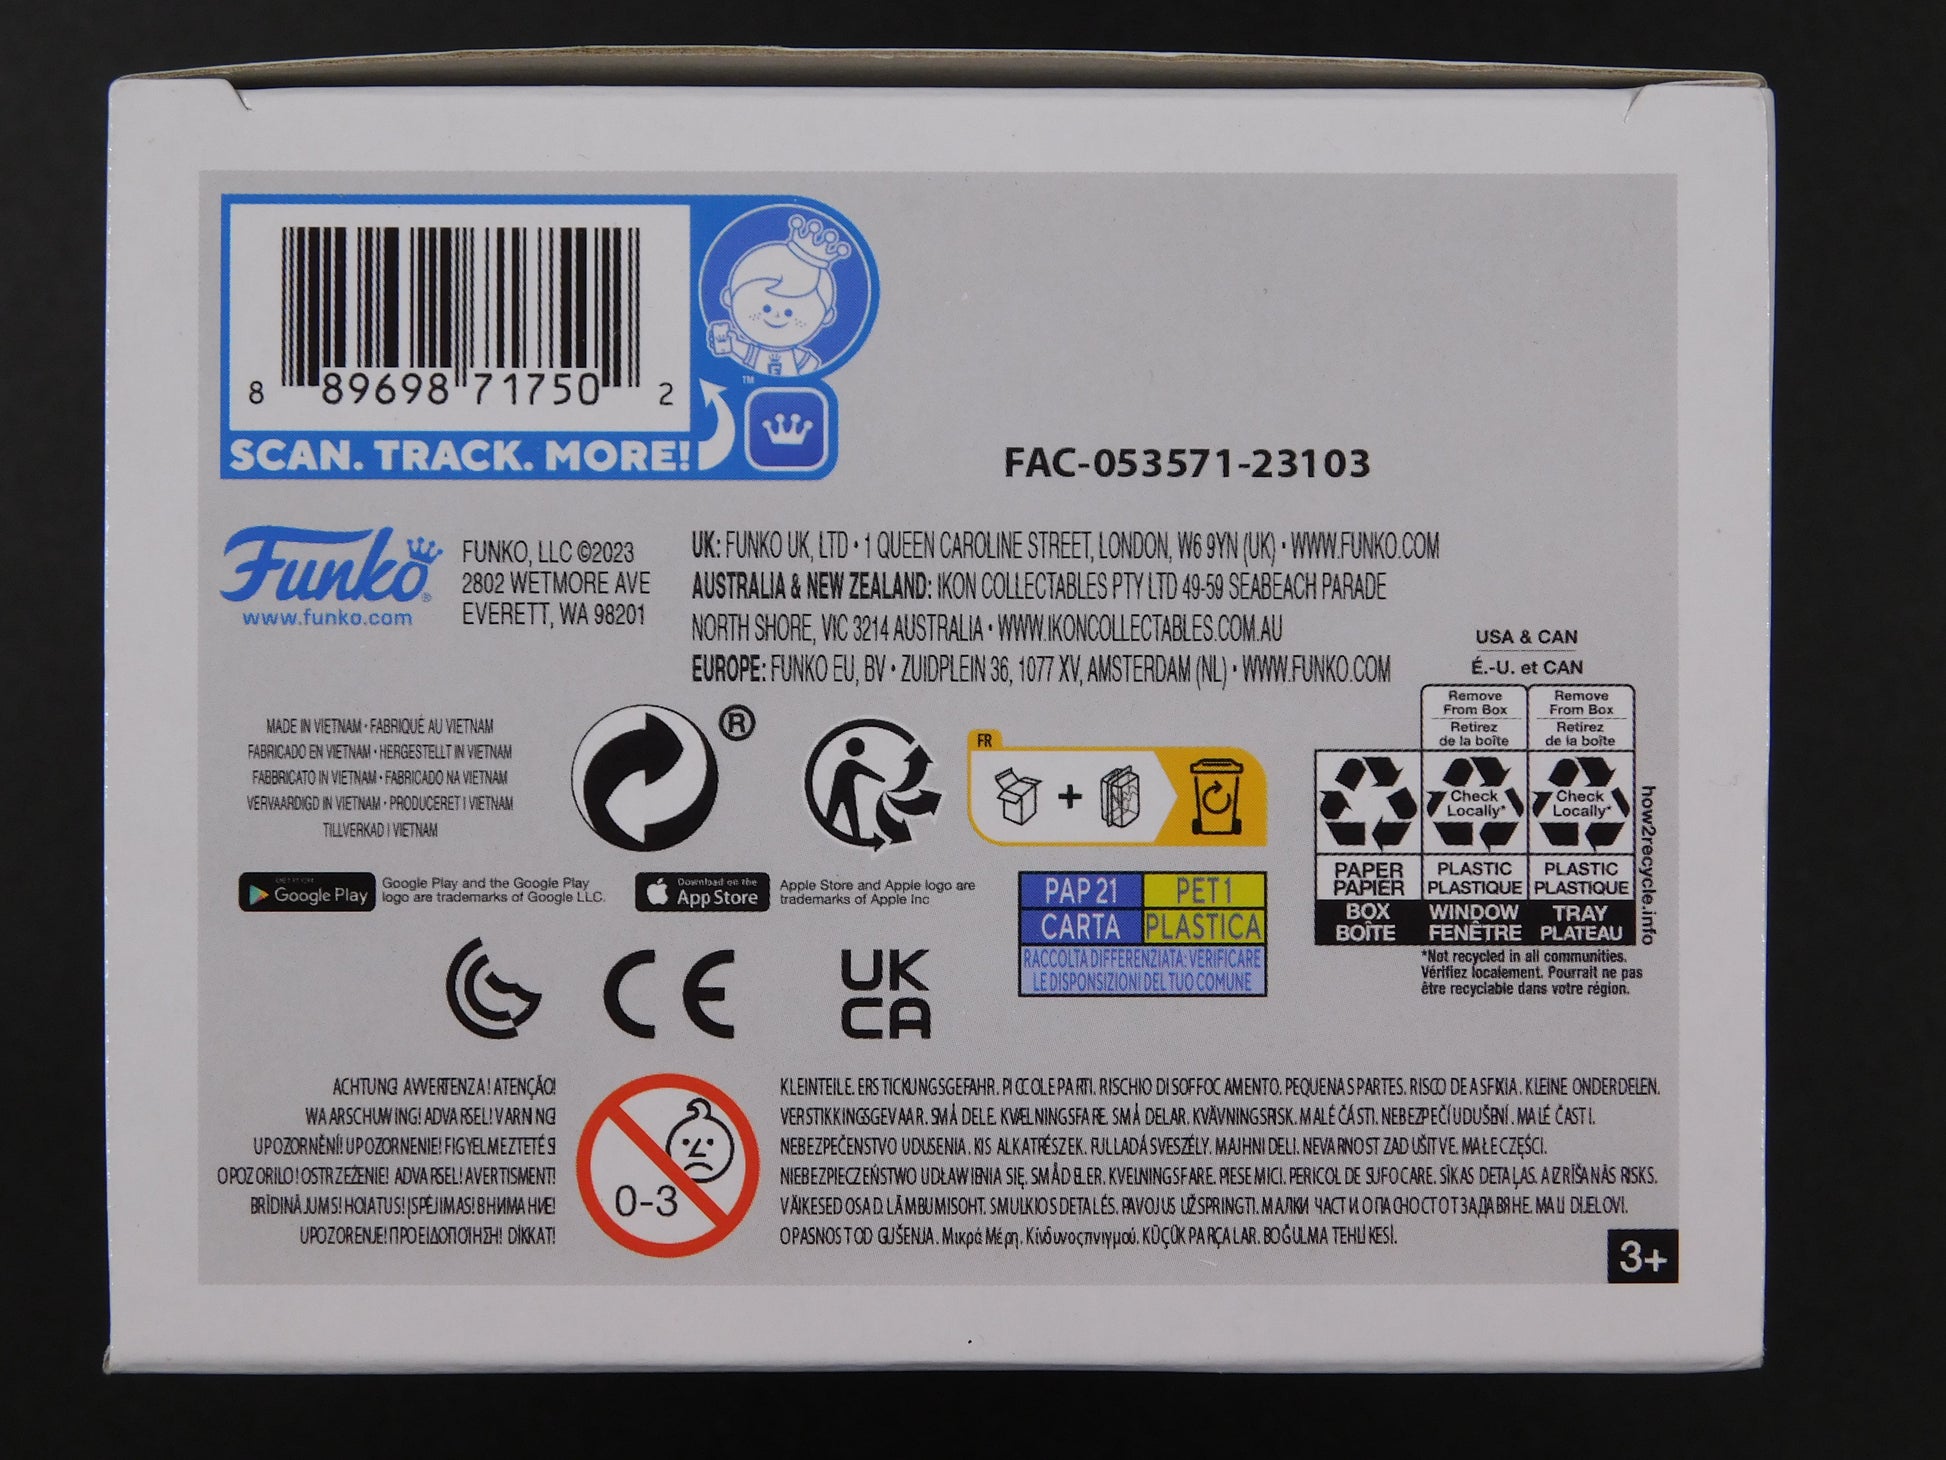 8 89698 71750 2
SCAN. TRACK. MORE!
™
FAC-053571-23103
Funko®
www.funko.com
FUNKO, LLC ©2023
2802 WETMORE AVE
EVERETT, WA 98201
UK: FUNKO UK, LTD • 1 QUEEN CAROLINE STREET, LONDON, W6 9YN (UK) • WWW.FUNKO.COM
AUSTRALIA & NEW ZEALAND: IKON COLLECTABLES PTY LTD 49-59 SEABEACH PARADE
NORTH SHORE, VIC 3214 AUSTRALIA • WWW.IKONCOLLECTABLES.COM.AU
EUROPE: FUNKO EU, BV • ZUIDPLEIN 36, 1077 XV, AMSTERDAM (NL) • WWW.FUNKO.COM
MADE IN VIETNAM • FABRIQUÉ AU VIETNAM
FABRICADO EN VIETNAM • HERGESTELLT IN VIETNAM
FABBRICATO IN VIETNAM • FABRICADO NA VIETNAM
VERVAARDIGD IN VIETNAM • PRODUCERET I VIETNAM
TILLVERKAD I VIETNAM
®
FR
+
USA & CAN
É.-U. et CAN
Remove From Box
Retirez de la boîte
Remove From Box
Retirez de la boîte
Check Locally*
Check Locally*
PAPER PAPIER
PLASTIC PLASTIQUE
PLASTIC PLASTIQUE
BOX BOÎTE
WINDOW FENÊTRE
TRAY PLATEAU
how2recycle.info
*Not recycled in all communities.
Vérifiez localement. Pourrait ne pas
être recyclable dans votre région.
Google Play
Google Play and the Google Play
logo are trademarks of Google LLC.
Download on the
App Store
Apple Store and Apple logo are
trademarks of Apple Inc
PAP 21 PET 1
CARTA PLASTICA
RACCOLTA DIFFERENZIATA: VERIFICARE
LE DISPOSIZIONI DEL TUO COMUNE
CE
UK
CA
ACHTUNG! AVVERTENZA! ATENÇÃO!
WAARSCHUWING! ADVARSEL! VARNING
UPOZORNĚNÍ! UPOZORNENIE! FIGYELMEZTETÉS!
OPOZORILO! OSTRZEŻENIE! ADVARSEL! AVERTISMENT!
BRĪDINĀJUMS! HOIATUS! ĮSPĖJIMAS! ВНИМАНИЕ!
UPOZORENJE! ΠΡΟΕΙΔΟΠΟΙΗΣΗ! DİKKAT!
0-3
KLEINTEILE. ERSTICKUNGSGEFAHR. PICCOLE PARTI. RISCHIO DI SOFFOCAMENTO. PEQUENAS PARTES. RISCO DE ASFIXIA. KLEINE ONDERDELEN.
VERSTIKKINGSGEVAAR. SMÅ DELE. KVÆLNINGSFARE. SMÅ DELAR. KVÄVNINGSRISK. MALÉ ČÁSTI. NEBEZPEČÍ UDUŠENÍ. MALÉ ČASTI.
NEBEZPEČENSTVO UDUSENIA. KIS ALKATRÉSZEK. FULLADÁSVESZÉLY. MAJHNI DELI. NEVARNOST ZADUŠITVE. MAŁE CZĘŚCI.
NIEBEZPIECZEŃSTWO UDŁAWIENIA SIĘ. SMÅ DELER. KVELNINGSFARE. PIESE MICI. PERICOL DE SUFOCARE. SĪKAS DETAĻAS. AIZRĪŠANĀS RISKS.
VÄIKESED OSAD. LÄMBUMISOHT. SMULKIOS DETALĖS. PAVOJUS UŽSPRINGTI. МАЛКИ ЧАСТИ ОПАСНОСТ ОТ ЗАДАВЯНЕ. MALI DIJELOVI.
OPASNOST OD GUŠENJA. Μικρά Μέρη. Κίνδυνος πνιγμού. KÜÇÜK PARÇALAR. BOĞULMA TEHLİKESİ.
3+